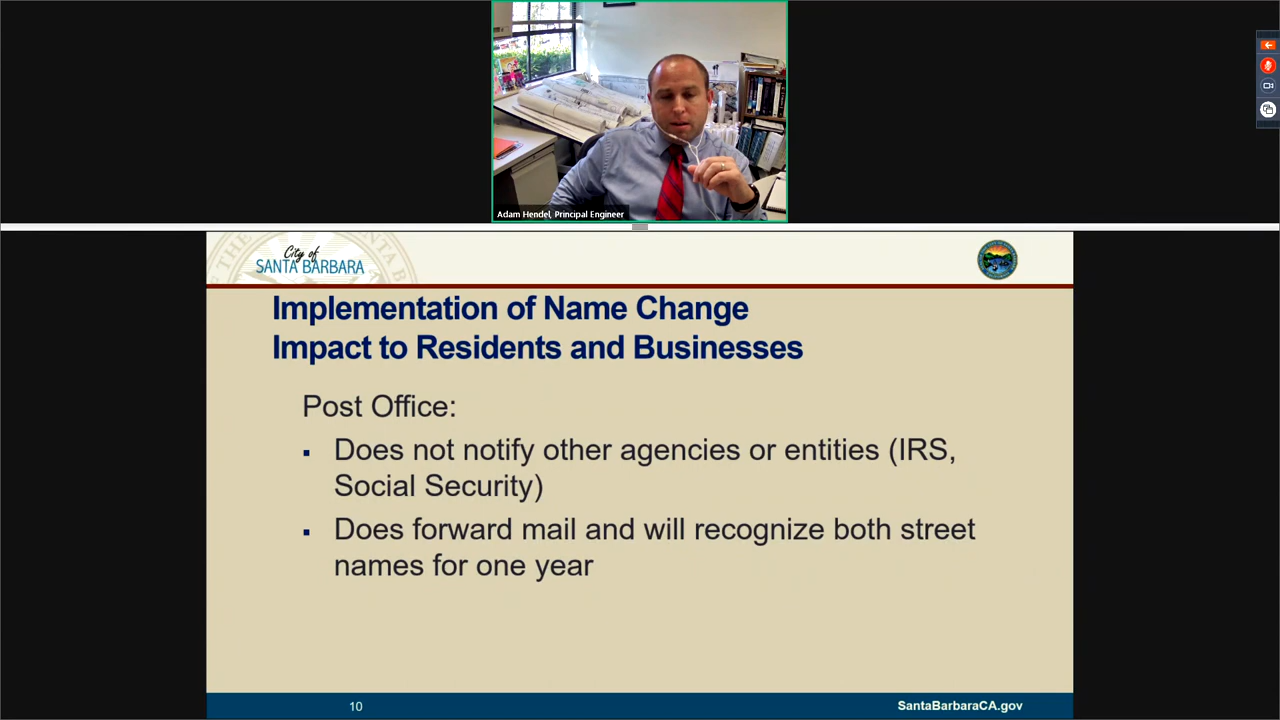 Adam Hendel, Principal Engineer
City of
SANTA BARBARA
Implementation of Name Change
Impact to Residents and Businesses
Post Office:
▪ Does not notify other agencies or entities (IRS,
Social Security)
▪ Does forward mail and will recognize both street
names for one year
10
SantaBarbaraCA.gov